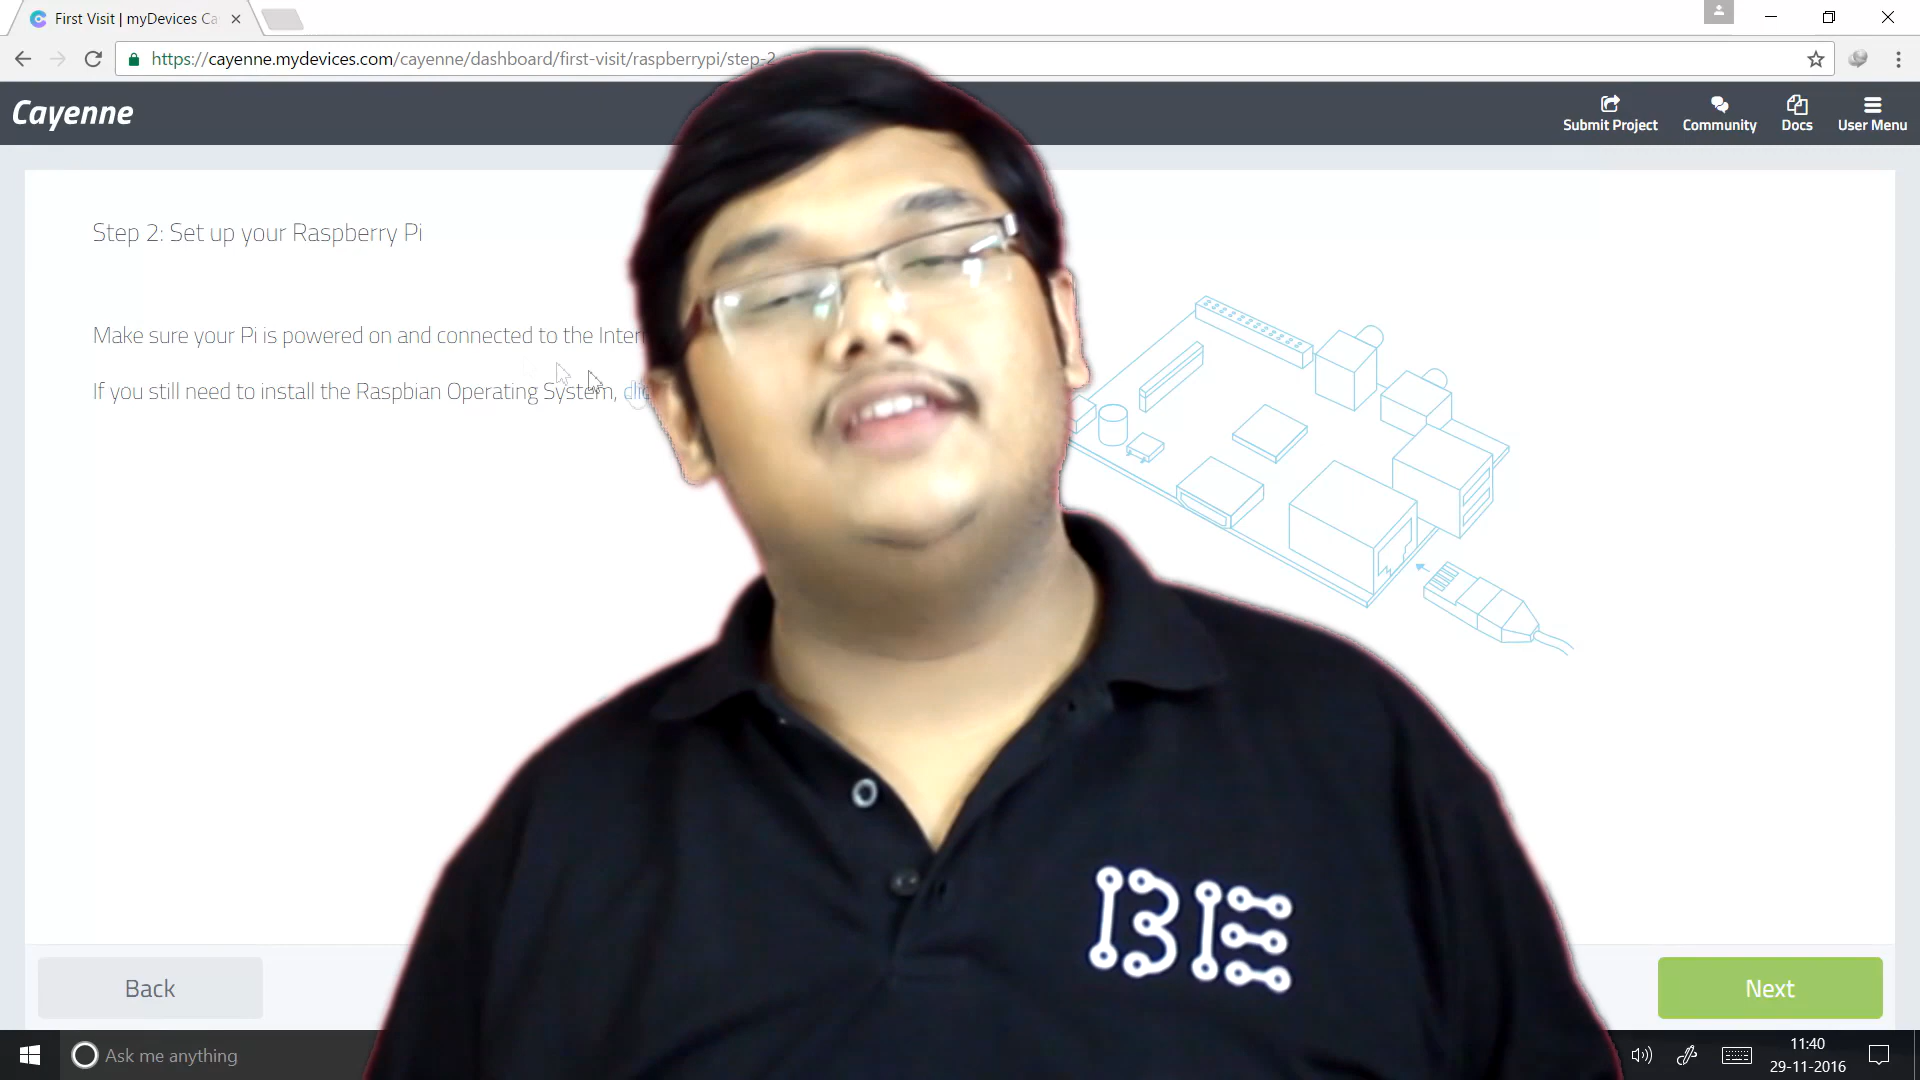 First Visit | myDevices Ca
https://cayenne.mydevices.com/cayenne/dashboard/first-visit/raspberrypi/step-2
Cayenne
Submit Project
Community
Docs
User Menu
Step 2: Set up your Raspberry Pi
Make sure your Pi is powered on and connected to the Inter
If you still need to install the Raspbian Operating System, clic
BE
Back
Next
Ask me anything
11:40
29-11-2016